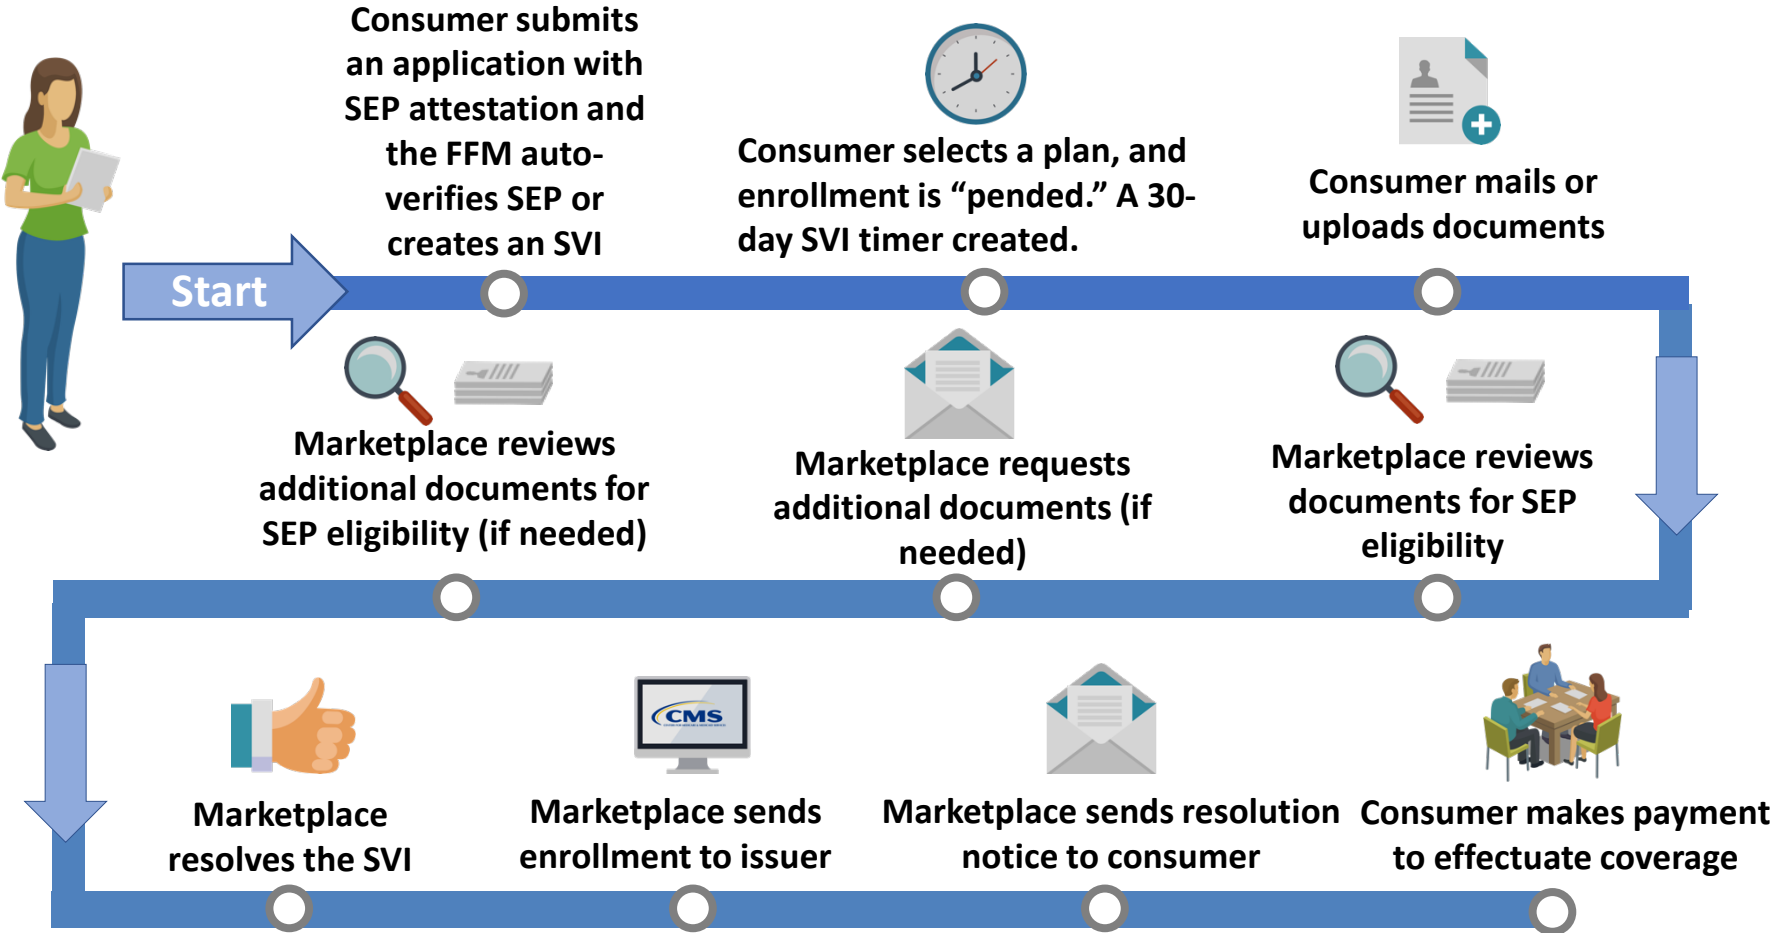 Consumer submits
an application with
SEP attestation and
the FFM auto-
verifies SEP or
creates an SVI
Consumer selects a plan, and
enrollment is “pended.” A 30-
day SVI timer created.
Consumer mails or
uploads documents
Start
Marketplace reviews
documents for SEP
eligibility
Marketplace requests
additional documents (if
needed)
Marketplace reviews
additional documents for
SEP eligibility (if needed)
Marketplace
resolves the SVI
CMS
Marketplace sends
enrollment to issuer
Marketplace sends resolution
notice to consumer
Consumer makes payment
to effectuate coverage